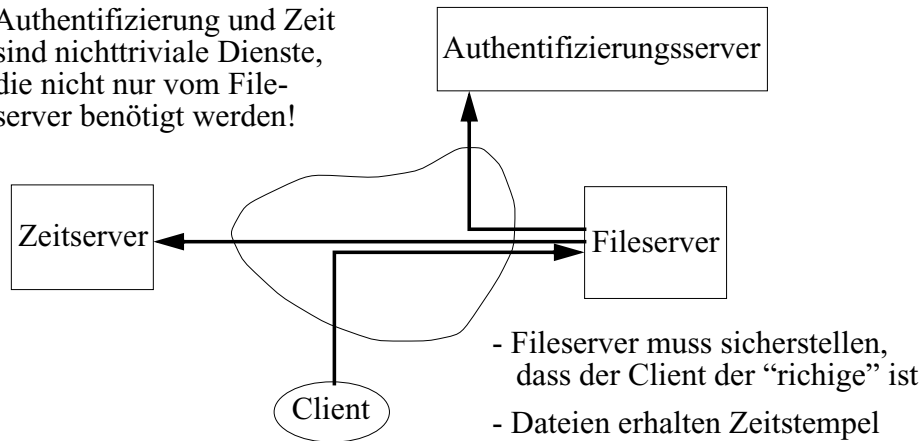 Authentifizierung und Zeit
sind nichttriviale Dienste,
die nicht nur vom File-
server benötigt werden!
Authentifizierungsserver
Zeitserver
Fileserver
Client
- Fileserver muss sicherstellen,
dass der Client der “richige” ist
- Dateien erhalten Zeitstempel